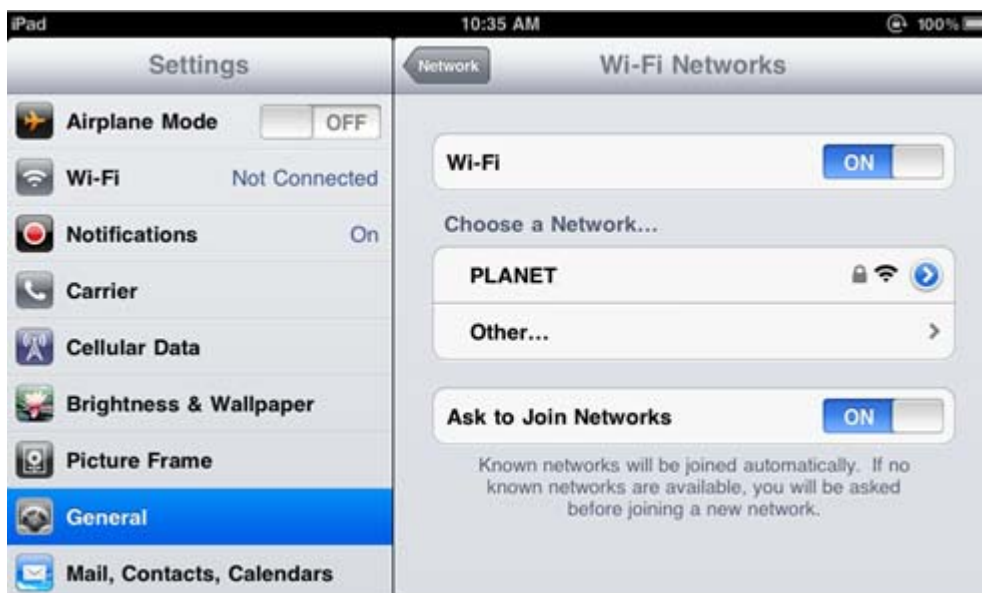 iPad
10:35 AM
100%
Settings
Airplane Mode OFF
Wi-Fi Not Connected
Notifications On
Carrier
Cellular Data
Brightness & Wallpaper
Picture Frame
General
Mail, Contacts, Calendars
Network
Wi-Fi Networks
Wi-Fi ON
Choose a Network...
PLANET
Other...
Ask to Join Networks ON
Known networks will be joined automatically. If no
known networks are available, you will be asked
before joining a new network.